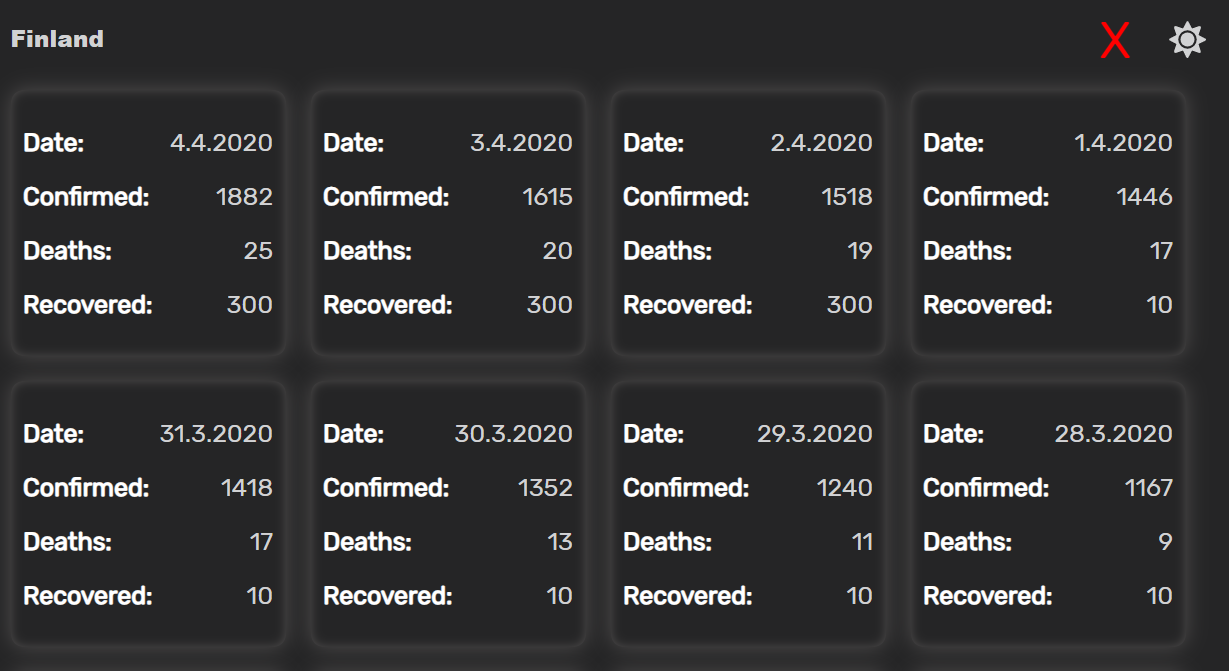 Finland
X
Date: 4.4.2020
Confirmed: 1882
Deaths: 25
Recovered: 300
Date: 3.4.2020
Confirmed: 1615
Deaths: 20
Recovered: 300
Date: 2.4.2020
Confirmed: 1518
Deaths: 19
Recovered: 300
Date: 1.4.2020
Confirmed: 1446
Deaths: 17
Recovered: 10
Date: 31.3.2020
Confirmed: 1418
Deaths: 17
Recovered: 10
Date: 30.3.2020
Confirmed: 1352
Deaths: 13
Recovered: 10
Date: 29.3.2020
Confirmed: 1240
Deaths: 11
Recovered: 10
Date: 28.3.2020
Confirmed: 1167
Deaths: 9
Recovered: 10